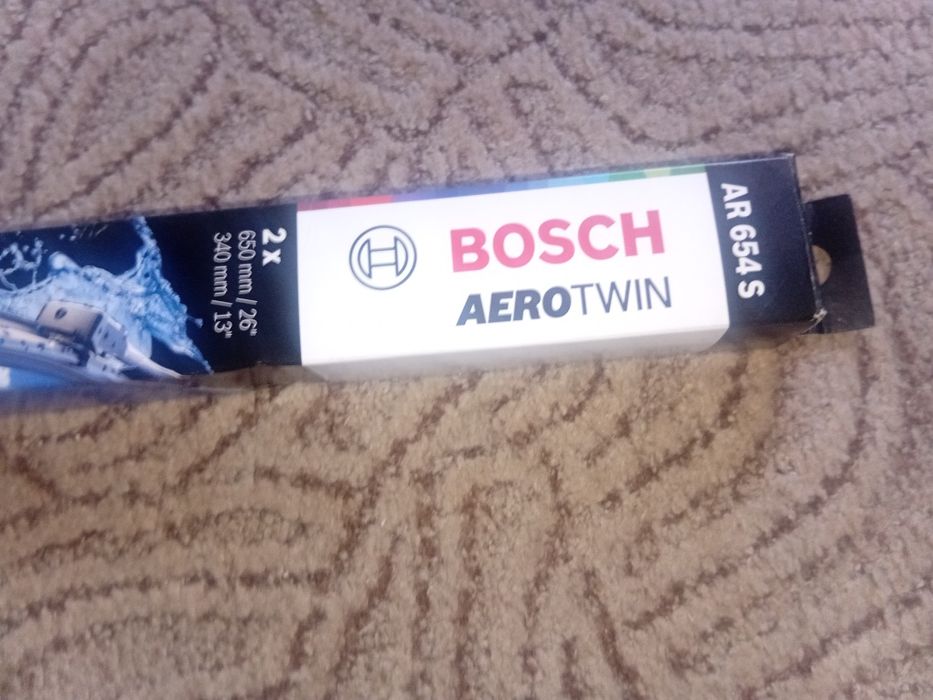 2 x
650 mm / 26"
340 mm / 13"
BOSCH
AEROTWIN
AR 654 S